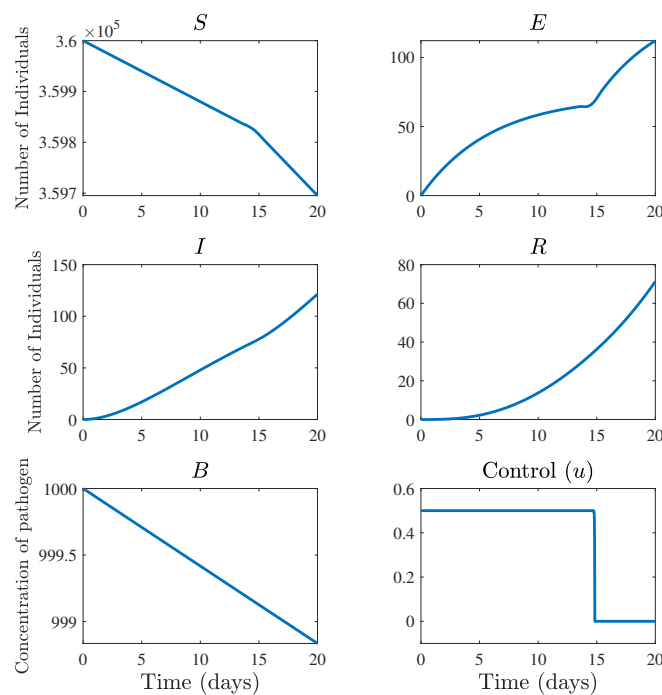 S
×10⁵
Number of Individuals
3.6
3.599
3.598
3.597
0 5 10 15 20
E
100
50
0
0 5 10 15 20
I
Number of Individuals
150
100
50
0
0 5 10 15 20
R
80
60
40
20
0
0 5 10 15 20
B
Concentration of pathogen
1000
999.5
999
0 5 10 15 20
Time (days)
Control (u)
0.6
0.4
0.2
0
0 5 10 15 20
Time (days)